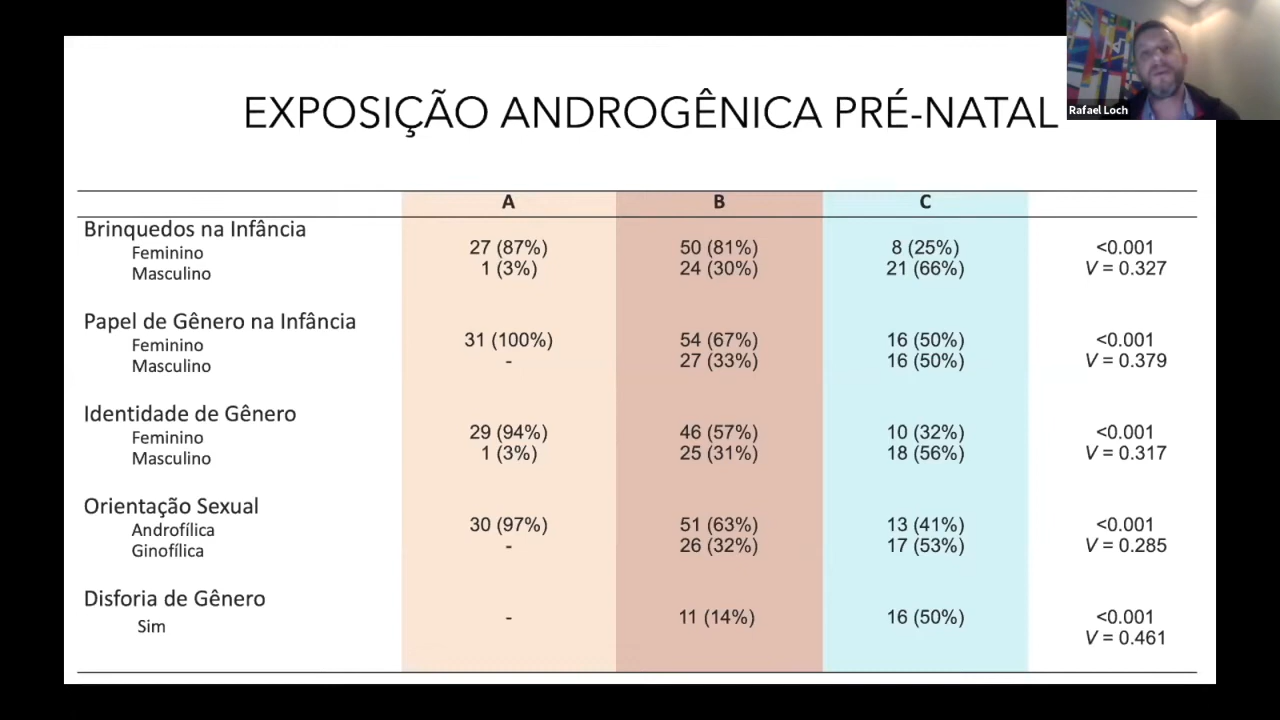 Rafael Loch
EXPOSIÇÃO ANDROGÊNICA PRÉ-NATAL
A B C
Brinquedos na Infância
Feminino 27 (87%) 50 (81%) 8 (25%) <0.001
Masculino 1 (3%) 24 (30%) 21 (66%) V = 0.327
Papel de Gênero na Infância
Feminino 31 (100%) 54 (67%) 16 (50%) <0.001
Masculino - 27 (33%) 16 (50%) V = 0.379
Identidade de Gênero
Feminino 29 (94%) 46 (57%) 10 (32%) <0.001
Masculino 1 (3%) 25 (31%) 18 (56%) V = 0.317
Orientação Sexual
Androfílica 30 (97%) 51 (63%) 13 (41%) <0.001
Ginofílica - 26 (32%) 17 (53%) V = 0.285
Disforia de Gênero
Sim - 11 (14%) 16 (50%) <0.001
V = 0.461